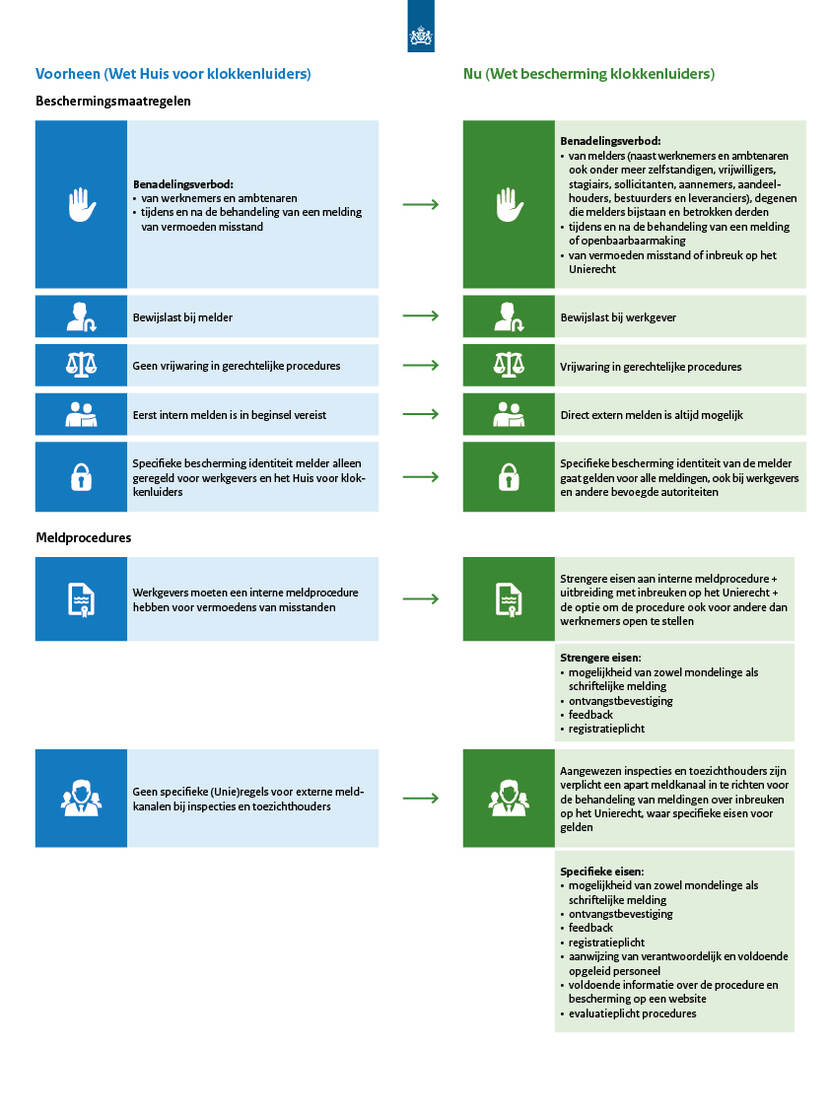 Voorheen (Wet Huis voor klokkenluiders)
Nu (Wet bescherming klokkenluiders)
Beschermingsmaatregelen
Benadelingsverbod:
• van werknemers en ambtenaren
• tijdens en na de behandeling van een melding
van vermoeden misstand
Benadelingsverbod:
• van melders (naast werknemers en ambtenaren
ook onder meer zelfstandigen, vrijwilligers,
stagiairs, sollicitanten, aannemers, aandeel-
houders, bestuurders en leveranciers), degenen
die melders bijstaan en betrokken derden
• tijdens en na de behandeling van een melding
of openbaarbaarmaking
• van vermoeden misstand of inbreuk op het
Unierecht
Bewijslast bij melder
Bewijslast bij werkgever
Geen vrijwaring in gerechtelijke procedures
Vrijwaring in gerechtelijke procedures
Eerst intern melden is in beginsel vereist
Direct extern melden is altijd mogelijk
Specifieke bescherming identiteit melder alleen
geregeld voor werkgevers en het Huis voor klok-
kenluiders
Specifieke bescherming identiteit van de melder
gaat gelden voor alle meldingen, ook bij werkgevers
en andere bevoegde autoriteiten
Meldprocedures
Werkgevers moeten een interne meldprocedure
hebben voor vermoedens van misstanden
Strengere eisen aan interne meldprocedure +
uitbreiding met inbreuken op het Unierecht +
de optie om de procedure ook voor andere dan
werknemers open te stellen
Strengere eisen:
• mogelijkheid van zowel mondelinge als
schriftelijke melding
• ontvangstbevestiging
• feedback
• registratieplicht
Geen specifieke (Unie)regels voor externe meld-
kanalen bij inspecties en toezichthouders
Aangewezen inspecties en toezichthouders zijn
verplicht een apart meldkanaal in te richten voor
de behandeling van meldingen over inbreuken
op het Unierecht, waar specifieke eisen voor
gelden
Specifieke eisen:
• mogelijkheid van zowel mondelinge als
schriftelijke melding
• ontvangstbevestiging
• feedback
• registratieplicht
• aanwijzing van verantwoordelijk en voldoende
opgeleid personeel
• voldoende informatie over de procedure en
bescherming op een website
• evaluatieplicht procedures